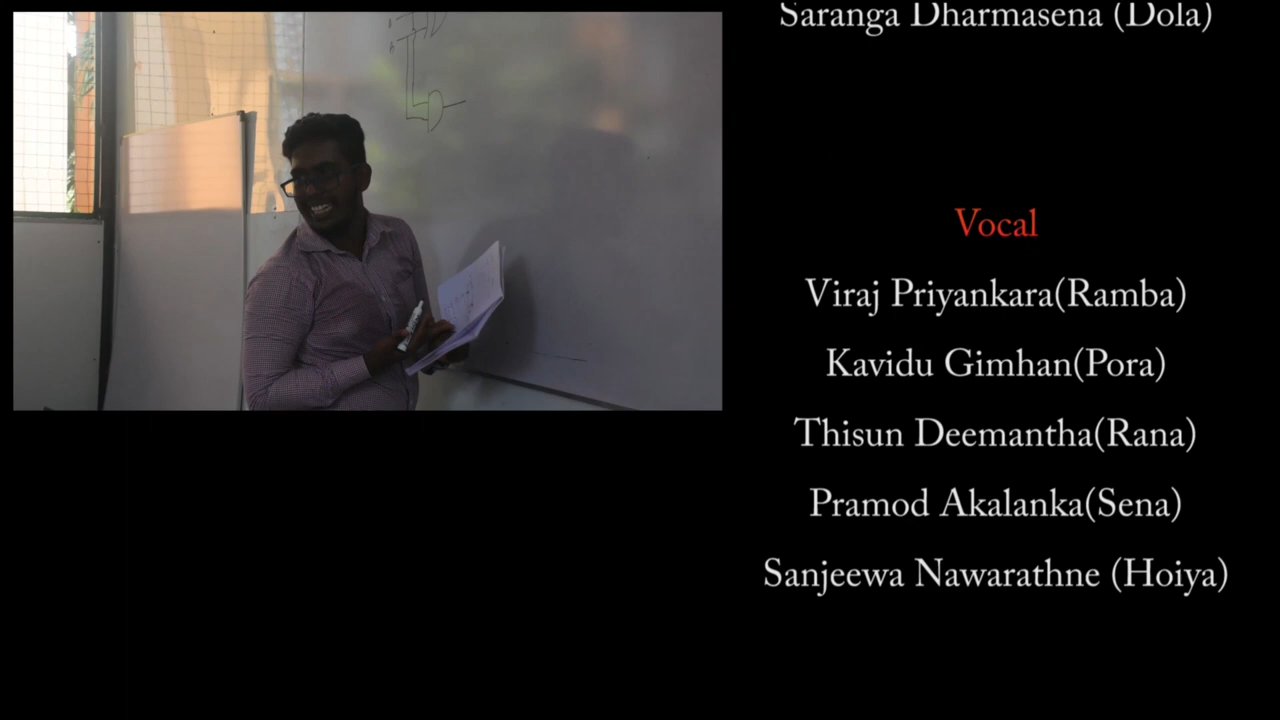 Saranga Dharmasena (Dola)
Vocal
Viraj Priyankara(Ramba)
Kavidu Gimhan(Pora)
Thisun Deemantha(Rana)
Pramod Akalanka(Sena)
Sanjeewa Nawarathne (Hoiya)